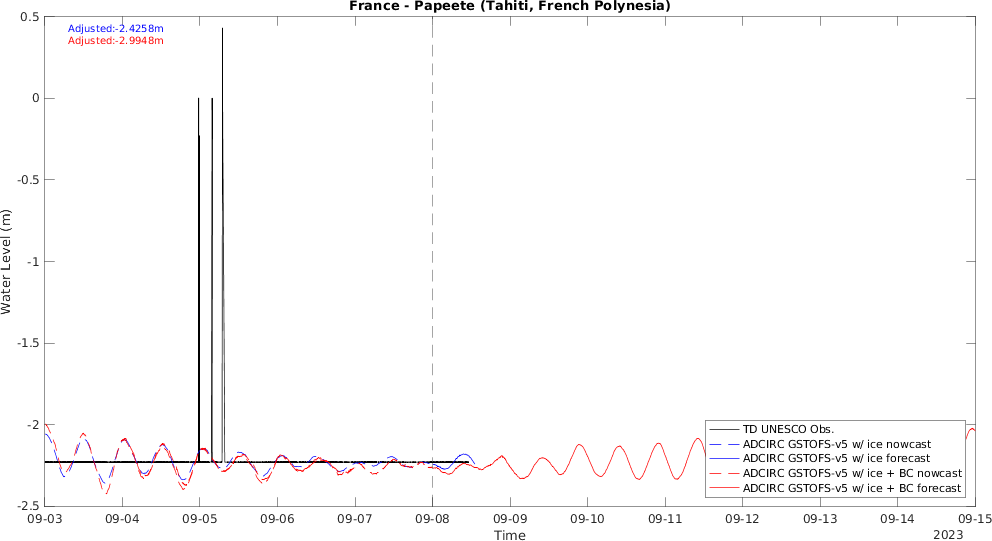 France - Papeete (Tahiti, French Polynesia)
Adjusted:-2.4258m
Adjusted:-2.9948m
Water Level (m)
0.5
0
-0.5
-1
-1.5
-2
-2.5
TD UNESCO Obs.
ADCIRC GSTOFS-v5 w/ ice nowcast
ADCIRC GSTOFS-v5 w/ ice forecast
ADCIRC GSTOFS-v5 w/ ice + BC nowcast
ADCIRC GSTOFS-v5 w/ ice + BC forecast
09-03 09-04 09-05 09-06 09-07 09-08 09-09 09-10 09-11 09-12 09-13 09-14 09-15
Time
2023